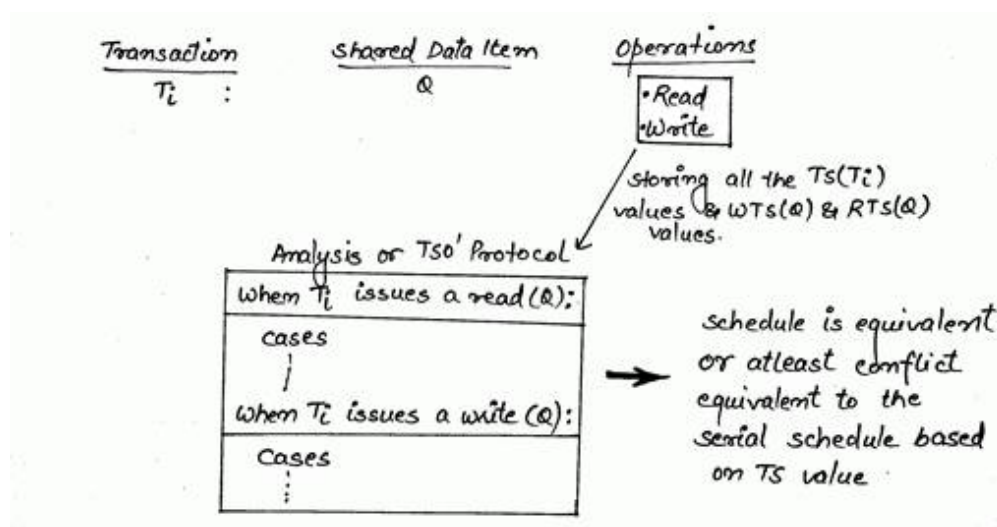 Transaction
Shared Data Item
Operations
Ti :
Q
•Read
•Write
storing all the Ts(Ti)
values & WTs(Q) & RTs(Q)
values.
Analysis or TSO' Protocol
when Ti issues a read (Q):
cases
when Ti issues a write (Q):
Cases
schedule is equivalent
or atleast conflict
equivalent to the
serial schedule based
on TS value